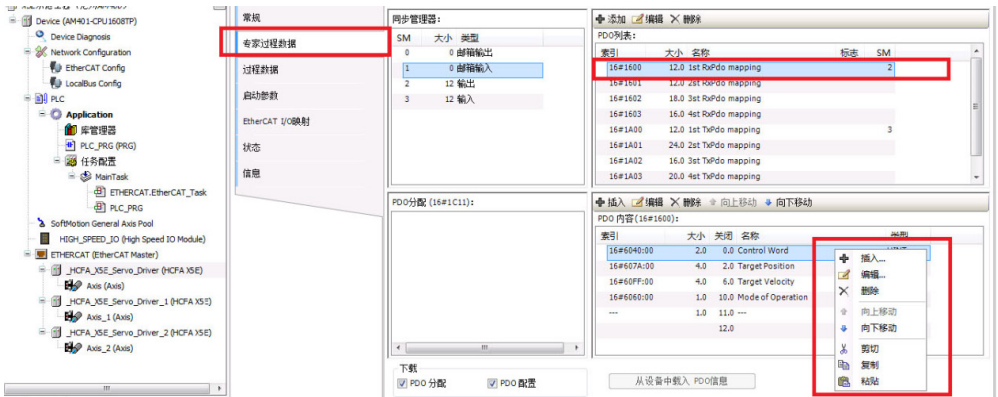 Device (AM401-CPU1608TP)
Device Diagnosis
Network Configuration
EtherCAT Config
LocalBus Config
PLC
Application
库管理器
PLC_PRG (PRG)
任务配置
MainTask
ETHERCAT.EtherCAT_Task
PLC_PRG
SoftMotion General Axis Pool
HIGH_SPEED_IO (High Speed IO Module)
ETHERCAT (EtherCAT Master)
_HCFA_X5E_Servo_Driver (HCFA X5E)
Axis (Axis)
_HCFA_X5E_Servo_Driver_1 (HCFA X5E)
Axis_1 (Axis)
_HCFA_X5E_Servo_Driver_2 (HCFA X5E)
Axis_2 (Axis)
常规
专家过程数据
过程数据
启动参数
EtherCAT I/O映射
状态
信息
同步管理器:
SM 大小 类型
0 0 邮箱输出
1 0 邮箱输入
2 12 输出
3 12 输入
添加 编辑 删除
PDO列表:
索引 大小 名称 标志 SM
16#1600 12.0 1st RxPdo mapping 2
16#1601 12.0 2st RxPdo mapping
16#1602 18.0 3st RxPdo mapping
16#1603 16.0 4st RxPdo mapping
16#1A00 12.0 1st TxPdo mapping 3
16#1A01 24.0 2st TxPdo mapping
16#1A02 16.0 3st TxPdo mapping
16#1A03 20.0 4st TxPdo mapping
PDO分配 (16#1C11):
插入 编辑 删除 向上移动 向下移动
PDO 内容(16#1600):
索引 大小 关闭 名称 类型
16#6040:00 2.0 0.0 Control Word
16#607A:00 4.0 2.0 Target Position
16#60FF:00 4.0 6.0 Target Velocity
16#6060:00 1.0 10.0 Mode of Operation
--- 1.0 11.0 ---
12.0
插入...
编辑...
删除
向上移动
向下移动
剪切
复制
粘贴
下载
PDO 分配 PDO 配置
从设备中载入 PDO信息